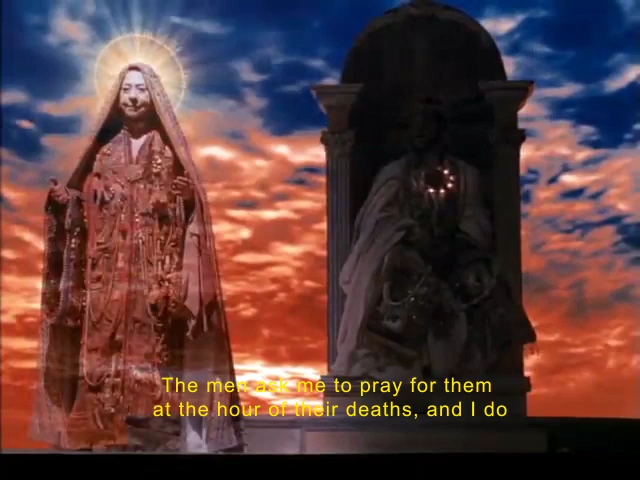 The men ask me to pray for them
at the hour of their deaths, and I do